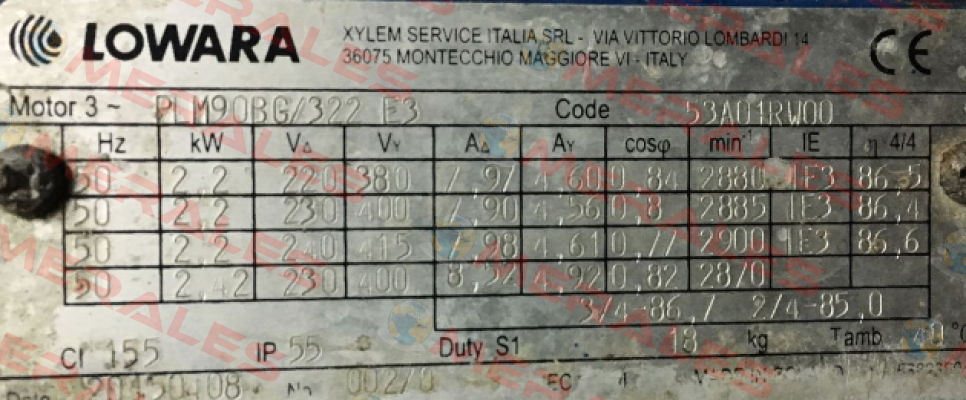 LOWARA
XYLEM SERVICE ITALIA SRL - VIA VITTORIO LOMBARDI 14
36075 MONTECCHIO MAGGIORE VI - ITALY
CE
Motor 3 ~ PLM90BG/322 E3 Code 53A01RW00
Hz kW VΔ VY AΔ AY cosφ min⁻¹ IE η 4/4
50 2,2 220 380 7,97 4,60 0,84 2880 IE3 86,5
50 2,2 230 400 7,90 4,56 0,8 2885 IE3 86,4
50 2,2 240 415 7,98 4,61 0,77 2900 IE3 86,6
50 2,42 230 400 8,52 4,92 0,82 2870
3/4-86,7 2/4-85,0
Cl 155 IP 55 Duty S1 18 kg Tamb 40 °C
Date